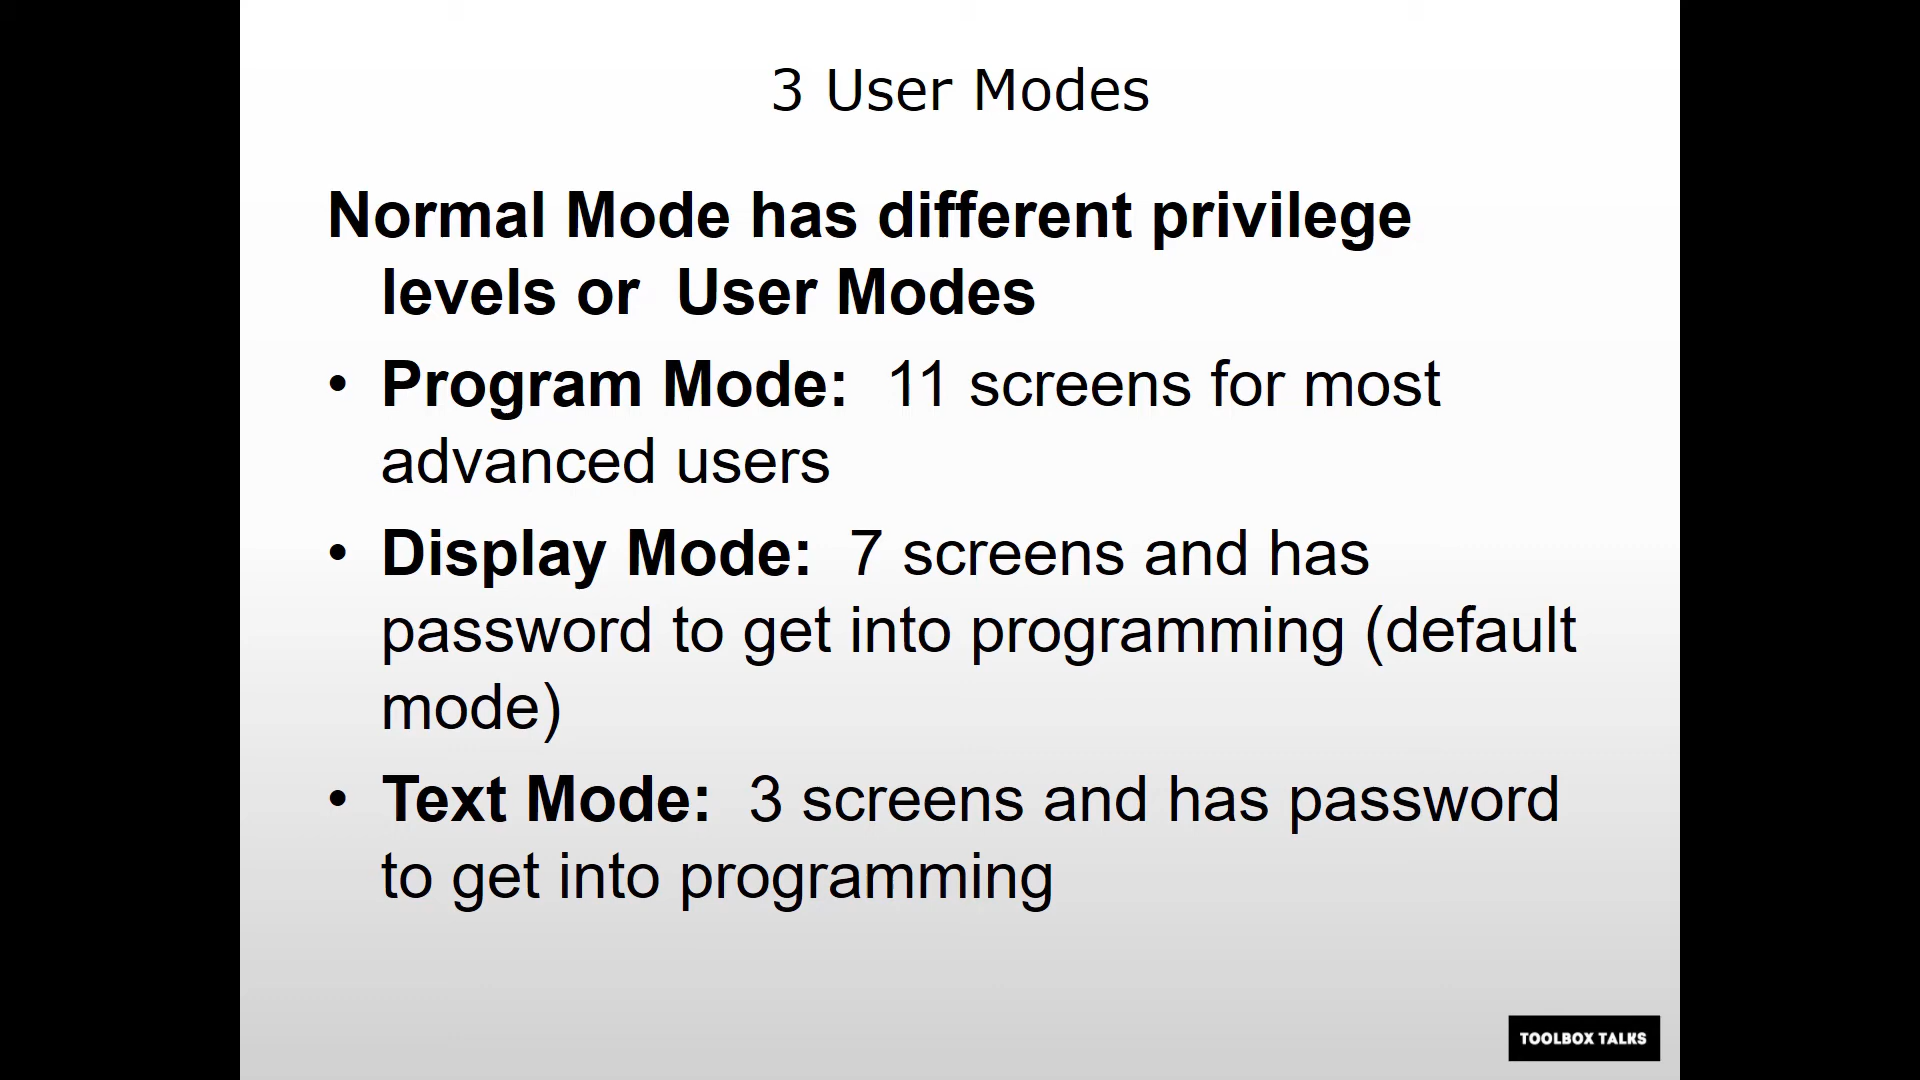 3 User Modes
Normal Mode has different privilege
levels or  User Modes
• Program Mode:  11 screens for most
advanced users
• Display Mode:  7 screens and has
password to get into programming (default
mode)
• Text Mode:  3 screens and has password
to get into programming
TOOLBOX TALKS